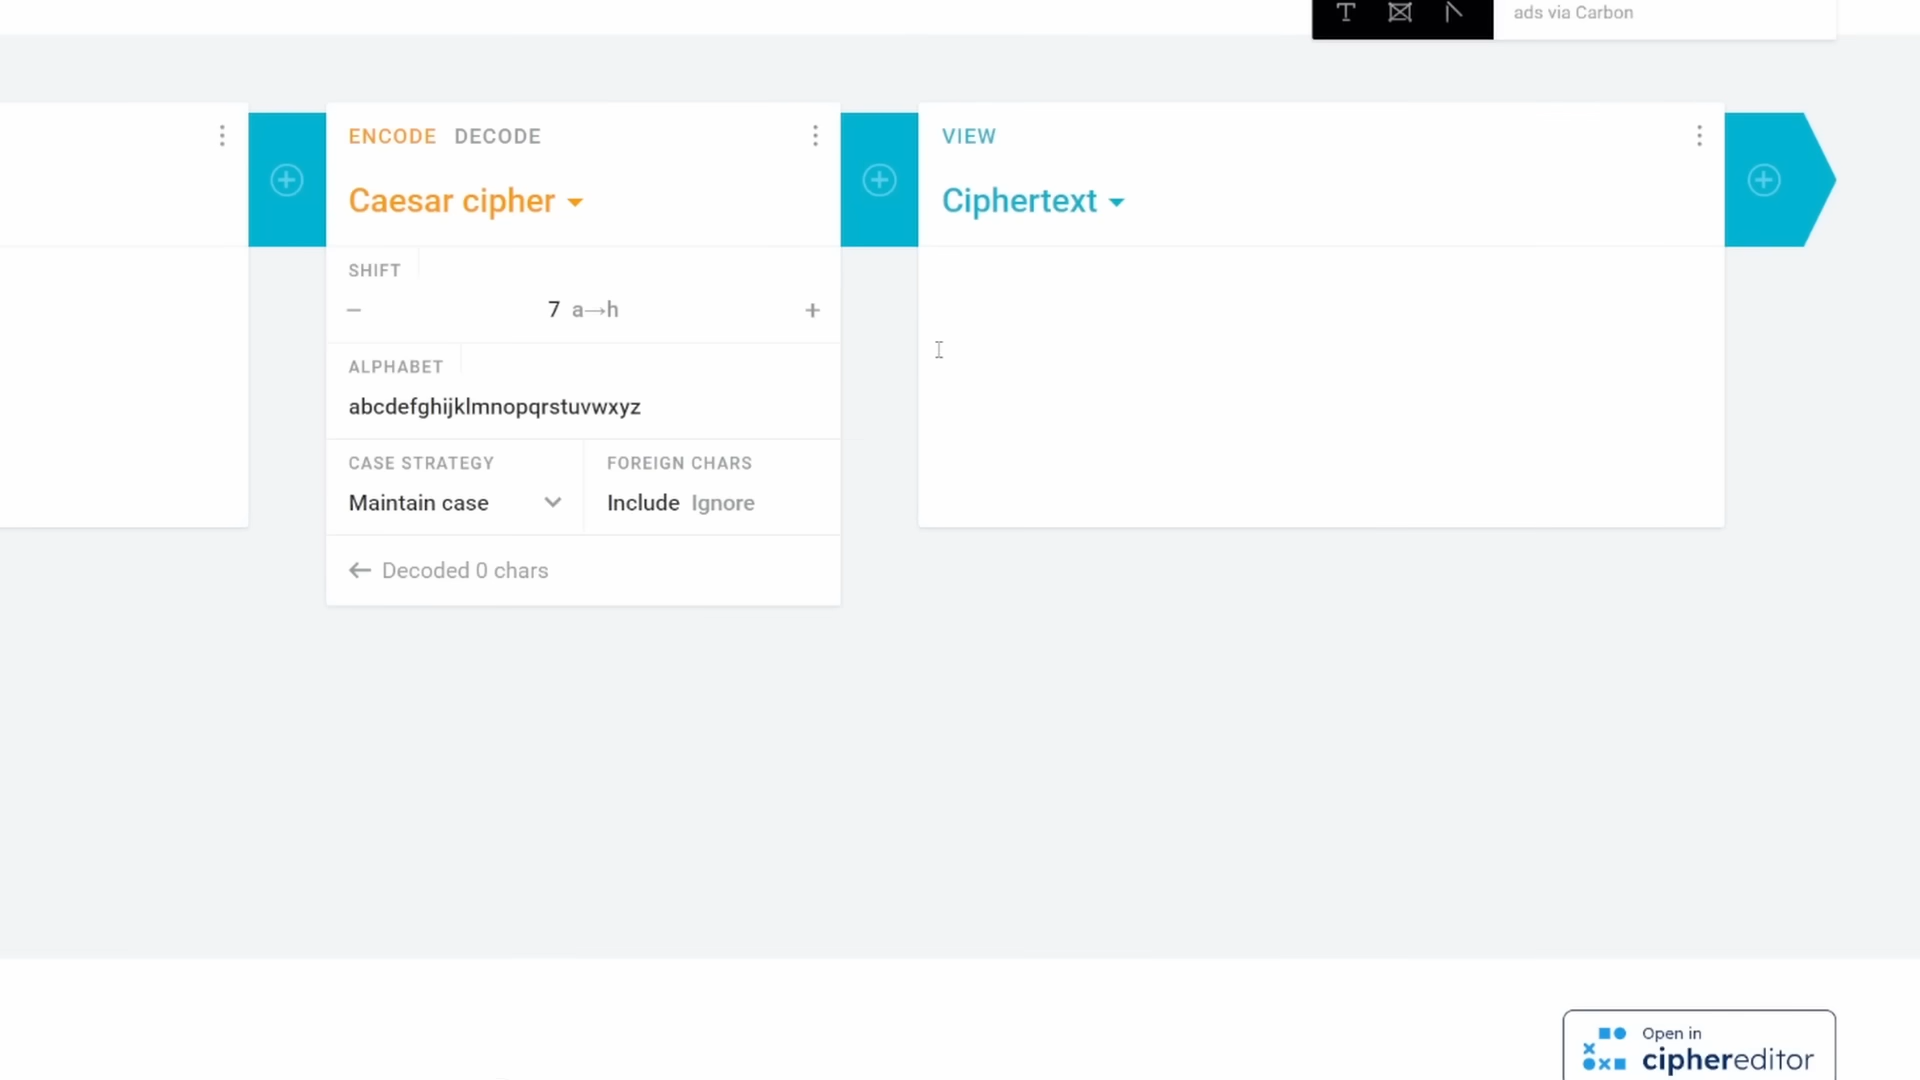 ads via Carbon
ENCODE DECODE
Caesar cipher
VIEW
Ciphertext
SHIFT
− 7 a→h +
ALPHABET
abcdefghijklmnopqrstuvwxyz
CASE STRATEGY
Maintain case
FOREIGN CHARS
Include Ignore
← Decoded 0 chars
Open in
ciphereditor